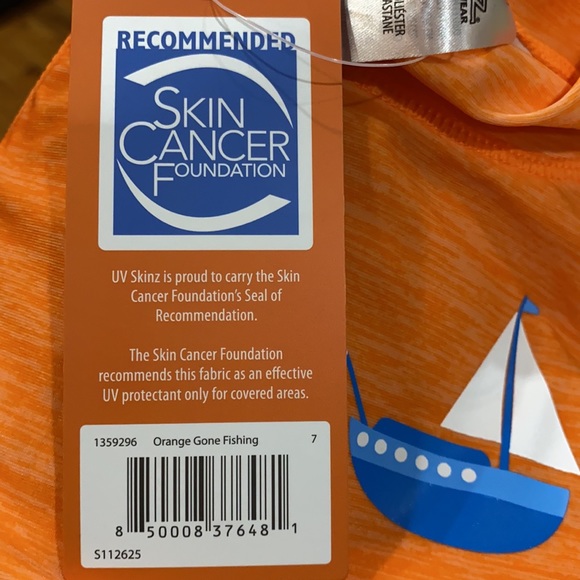 RECOMMENDED
SKIN
CANCER
FOUNDATION
UV Skinz is proud to carry the Skin
Cancer Foundation's Seal of
Recommendation.
The Skin Cancer Foundation
recommends this fabric as an effective
UV protectant only for covered areas.
1359296 Orange Gone Fishing 7
8 50008 37648 1
S112625